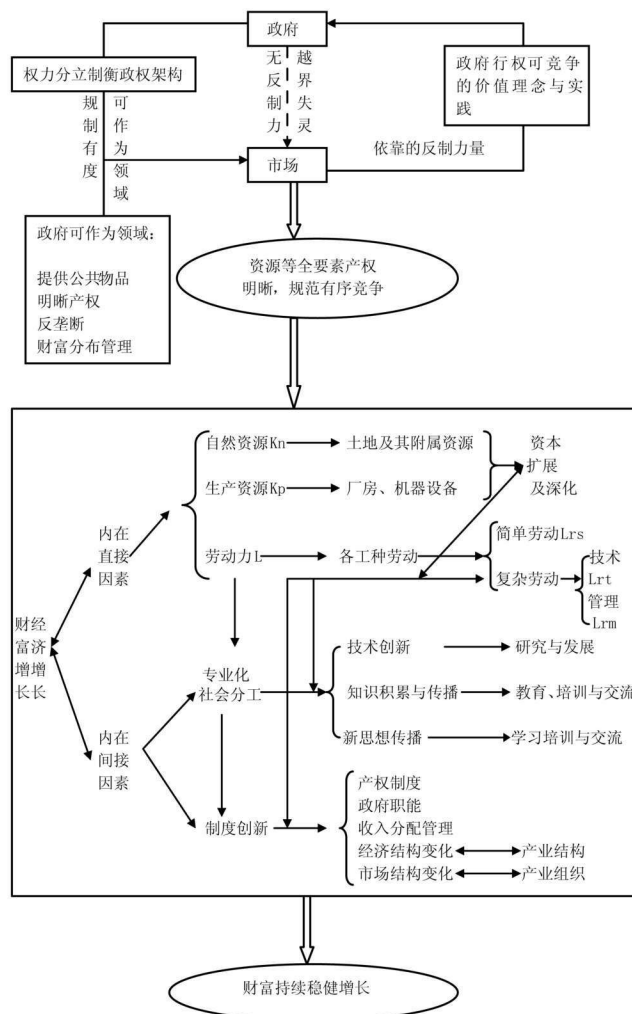 政府
权力分立制衡政权架构
无反制力
越界失灵
政府行权可竞争
的价值理念与实
践
规制有度
可作为领域
市场
依靠的反制力量
政府可作为领域：
提供公共物品
明晰产权
反垄断
财富分布管理
资源等全要素产权
明晰，规范有序竞争
自然资源Kn
土地及其附属资源
资本
扩展
及深化
生产资源Kp
厂房、机器设备
内在
直接
因素
劳动力L
各工种劳动
简单劳动Lrs
复杂劳动
技术
Lrt
管理
Lrm
财经
富济
增增
长长
专业化
社会分工
技术创新
研究与发展
知识积累与传播
教育、培训与交流
新思想传播
学习培训与交流
内在
间接
因素
制度创新
产权制度
政府职能
收入分配管理
经济结构变化
产业结构
市场结构变化
产业组织
财富持续稳健增长